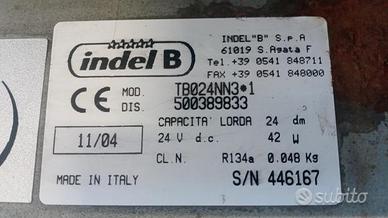 indel B
INDEL"B" S.p.A
61019 S.Agata F
Tel.+39 0541 848711
FAX +39 0541 848000
CE
MOD. TB024NN3*1
DIS. 500389833
CAPACITA' LORDA 24 dm
11/04
24 V d.c. 42 W
CL.N. R134a 0.048 Kg
MADE IN ITALY
S/N 446167
subito